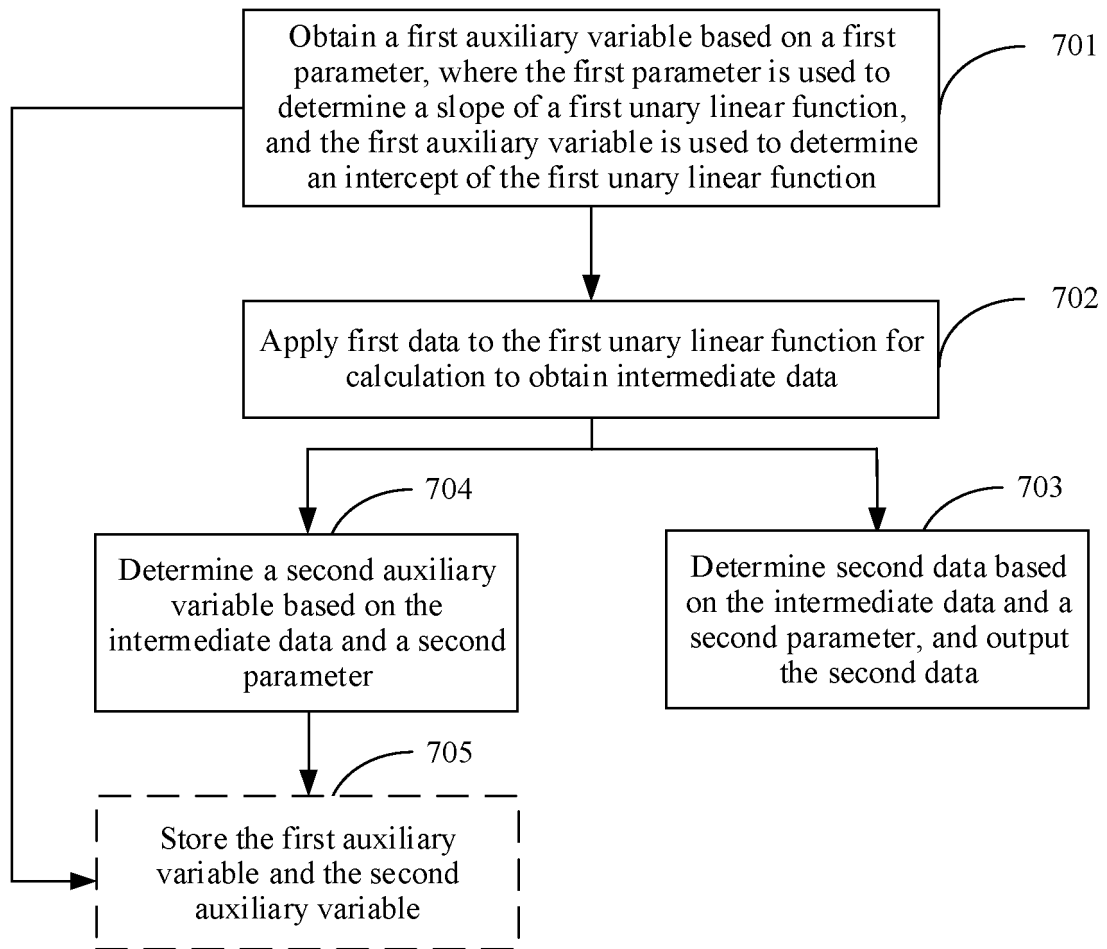 Obtain a first auxiliary variable based on a first
parameter, where the first parameter is used to
determine a slope of a first unary linear function,
and the first auxiliary variable is used to determine
an intercept of the first unary linear function
701
Apply first data to the first unary linear function for
calculation to obtain intermediate data
702
704
Determine a second auxiliary
variable based on the
intermediate data and a second
parameter
703
Determine second data based
on the intermediate data and a
second parameter, and output
the second data
705
Store the first auxiliary
variable and the second
auxiliary variable